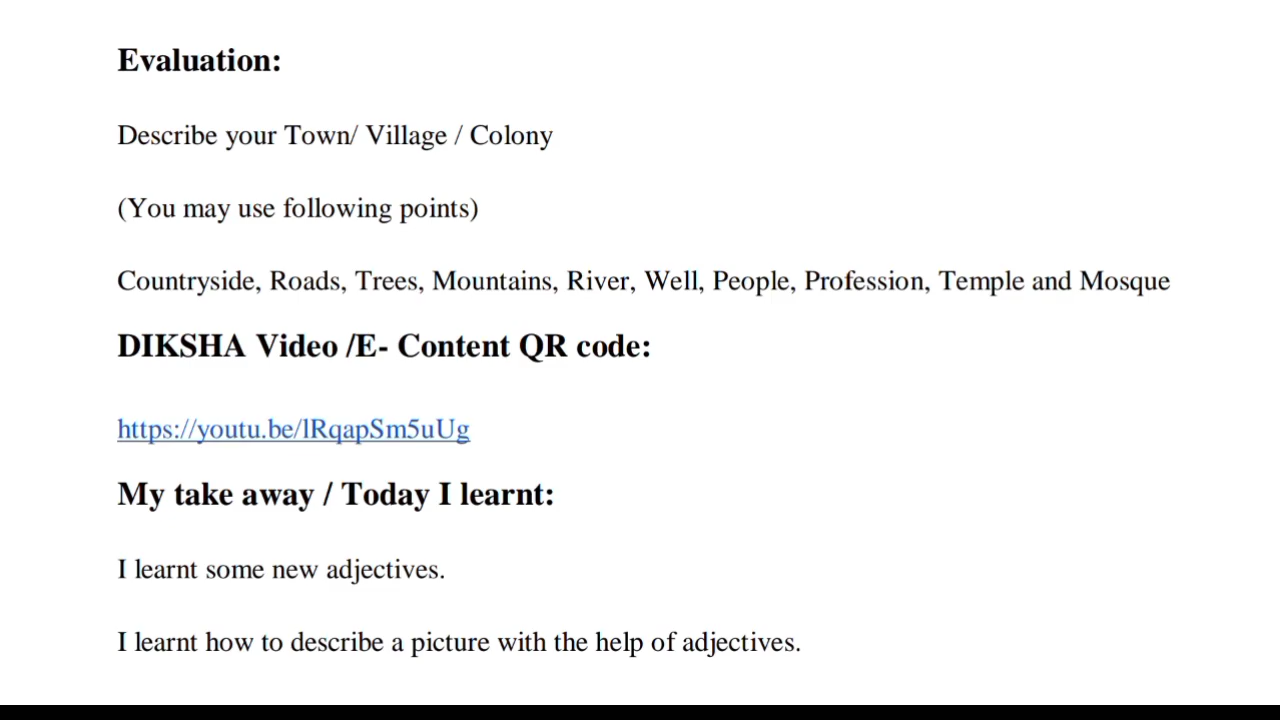 Evaluation:
Describe your Town/ Village / Colony
(You may use following points)
Countryside, Roads, Trees, Mountains, River, Well, People, Profession, Temple and Mosque
DIKSHA Video /E- Content QR code:
https://youtu.be/lRqapSm5uUg
My take away / Today I learnt:
I learnt some new adjectives.
I learnt how to describe a picture with the help of adjectives.